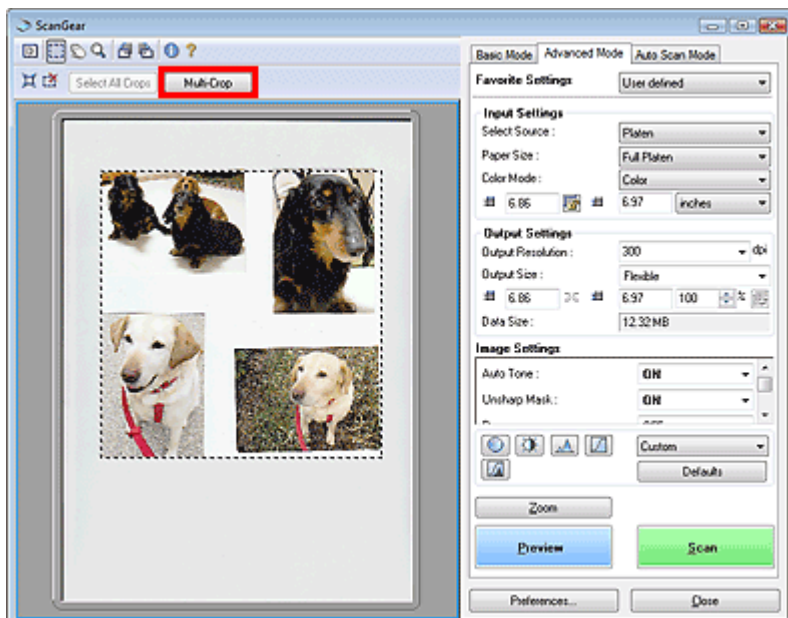 ScanGear
Select All Crops
Multi-Crop
Basic Mode
Advanced Mode
Auto Scan Mode
Favorite Settings
User defined
Input Settings
Select Source :
Platen
Paper Size :
Full Platen
Color Mode :
Color
6.86
6.97
inches
Output Settings
Output Resolution :
300
dpi
Output Size :
Flexible
6.86
6.97
100
%
Data Size :
12.32 MB
Image Settings
Auto Tone :
ON
Unsharp Mask :
ON
Custom
Defaults
Zoom
Preview
Scan
Preferences...
Close